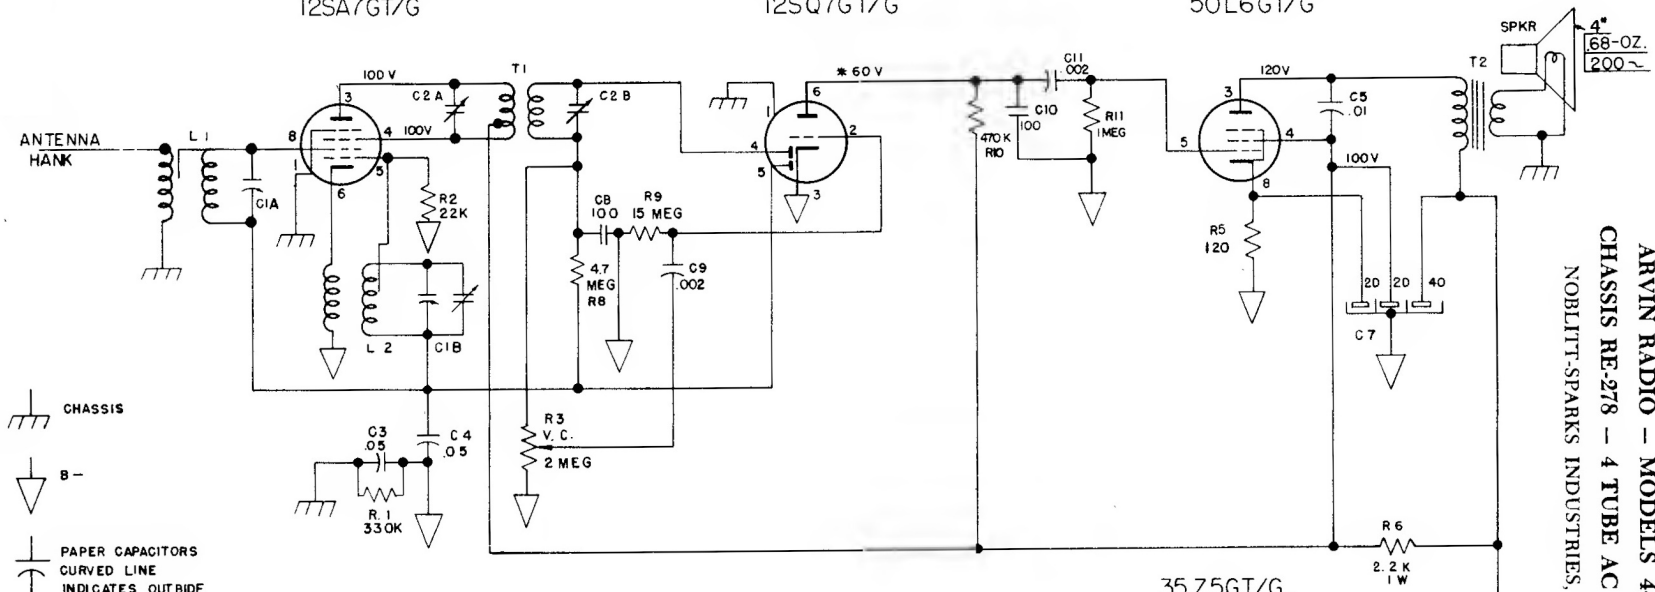 12SA7GT/G
12SQ7GT/G
50L6GT/G
ANTENNA
HANK
L 1
C1A
8
1
3
4
5
6
100V
100V
C2A
T1
C2B
R2
22K
L 2
C1B
C8
100
R9
15 MEG
4.7
MEG
R8
C9
.002
1
6
2
4
5
3
* 60V
470K
R10
C10
100
C11
.002
R11
1MEG
3
5
4
8
120V
C5
.01
100V
R5
120
20
20
40
C7
T2
SPKR
4"
.68-OZ.
200~
C3
.05
C4
.05
R.1
330K
R3
V.C.
2 MEG
R6
2.2K
1W
35Z5GT/G
CHASSIS
B-
PAPER CAPACITORS
CURVED LINE
INDICATES OUTSIDE
ARVIN RADIO — MODELS 4
CHASSIS RE-278 — 4 TUBE AC
NOBLITT-SPARKS INDUSTRIES,